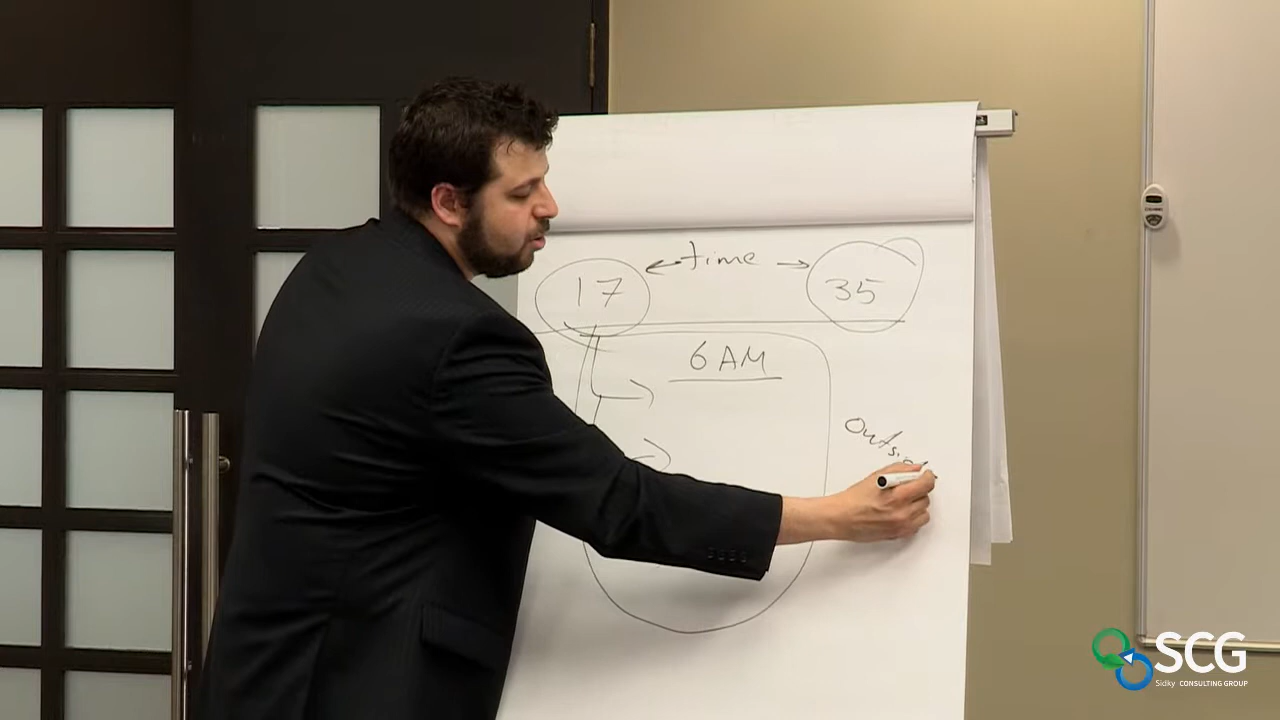 17 ← time → 35
6 AM
SCG
Sidky CONSULTING GROUP